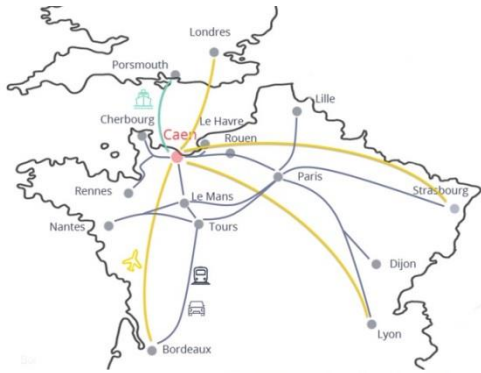 Londres
Porsmouth
Lille
Cherbourg
Le Havre
Caen
Rouen
Paris
Rennes
Strasbourg
Le Mans
Nantes
Tours
Dijon
Lyon
Bordeaux